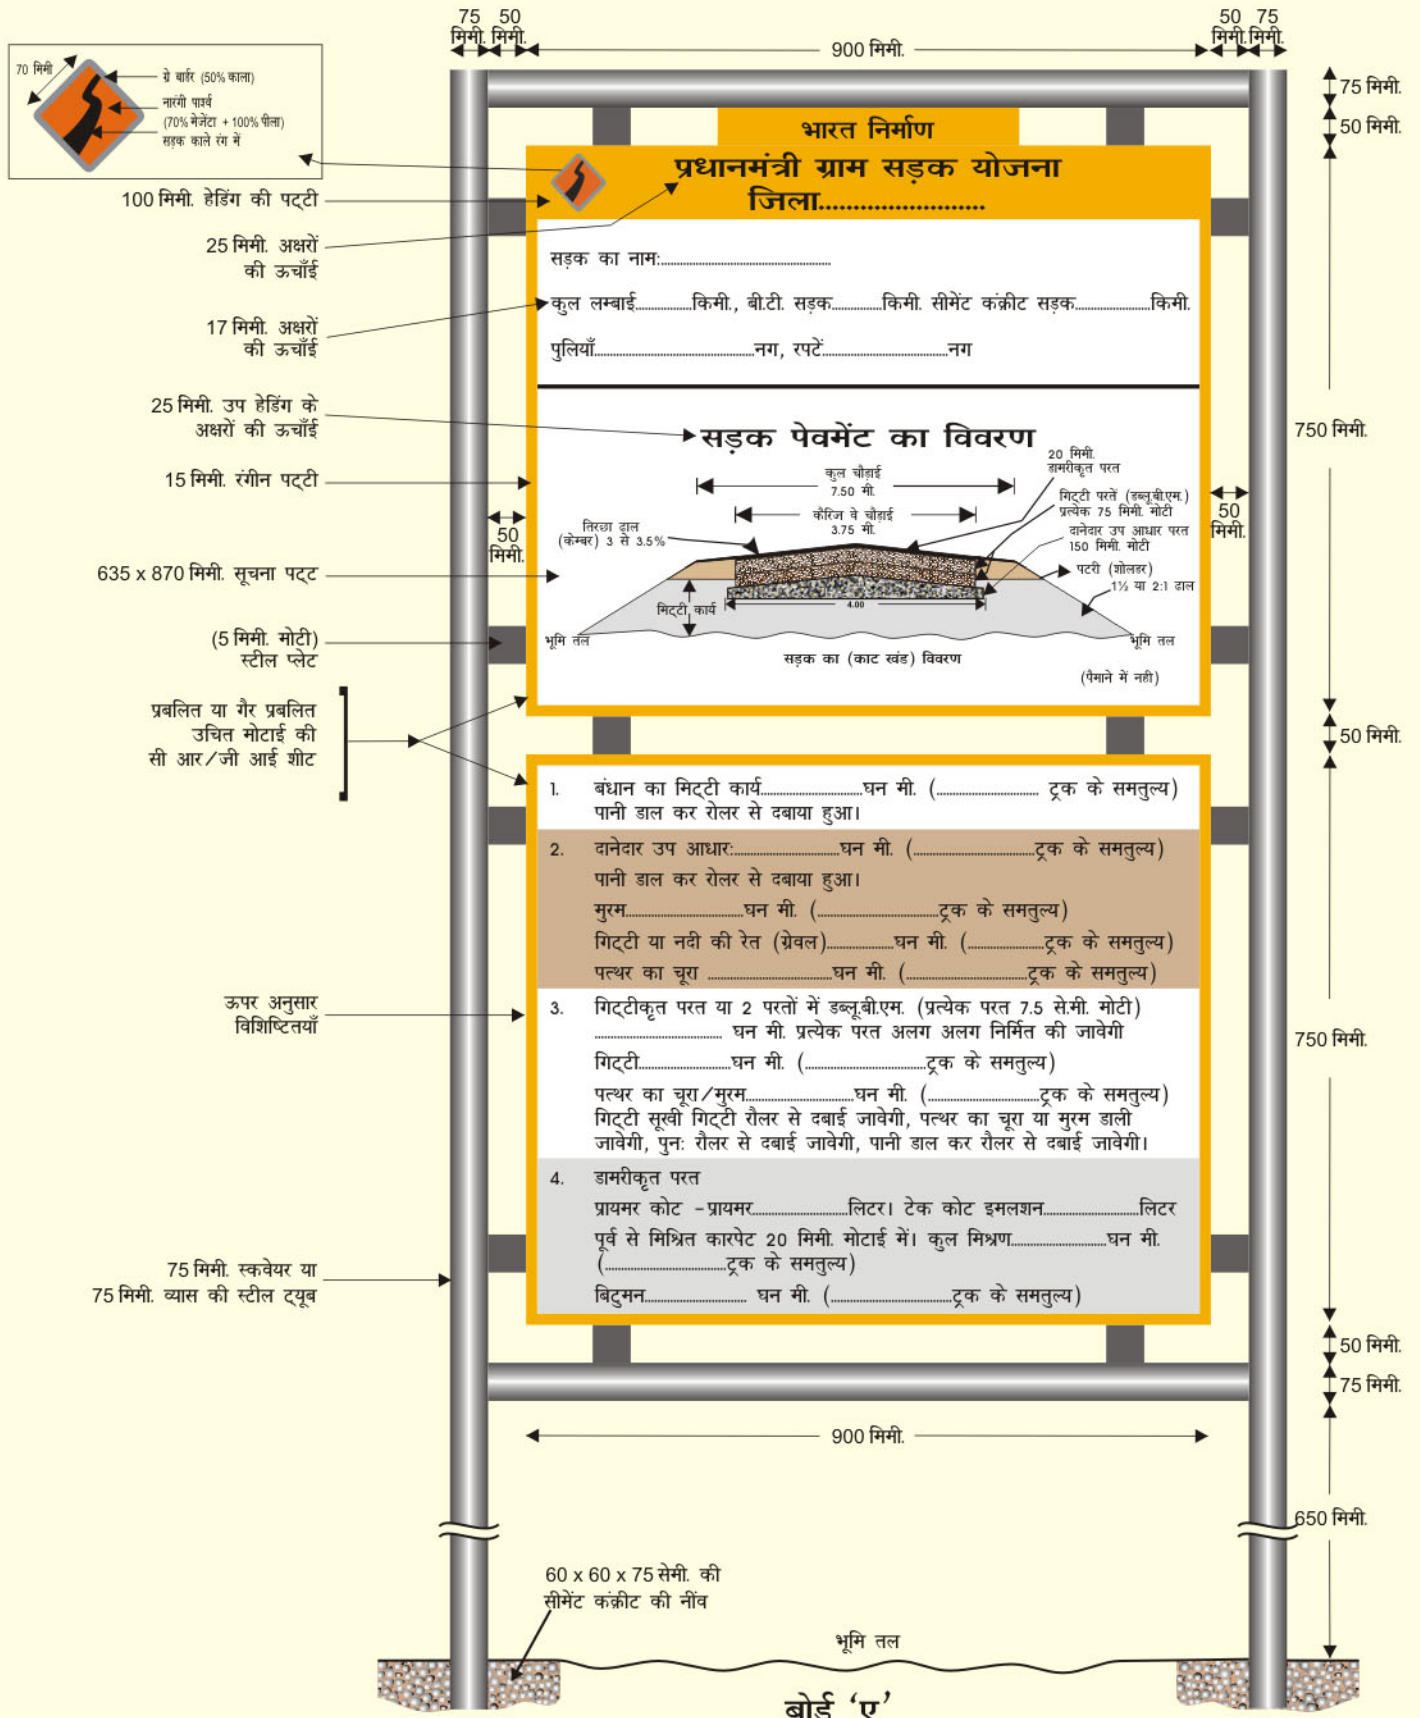 75 मिमी.
50 मिमी.
900 मिमी.
50 मिमी.
75 मिमी.
70 मिमी
ग्रे बार्डर (50% काला)
नारंगी पार्श्व
(70% मेजेंटा + 100% पीला)
सड़क काले रंग में
75 मिमी.
50 मिमी.
भारत निर्माण
प्रधानमंत्री ग्राम सड़क योजना
जिला........................
100 मिमी. हेडिंग की पट्टी
25 मिमी. अक्षरों
की ऊचाँई
सड़क का नाम:..................................................
कुल लम्बाई................किमी., बी.टी. सड़क..............किमी. सीमेंट कंक्रीट सड़क......................किमी.
17 मिमी. अक्षरों
की ऊचाँई
पुलियाँ...............................................नग, रपटें.....................................नग
25 मिमी. उप हेडिंग के
अक्षरों की ऊचाँई
सड़क पेवमेंट का विवरण
750 मिमी.
15 मिमी. रंगीन पट्टी
कुल चौड़ाई
7.50 मी.
20 मिमी.
डामरीकृत परत
गिट्टी परतें (डब्लू.बी.एम.)
प्रत्येक 75 मिमी. मोटी
कैरिज वे चौड़ाई
3.75 मी.
दानेदार उप आधार परत
150 मिमी. मोटी
50
मिमी.
तिरछा ढ़ाल
(केम्बर) 3 से 3.5%
50
मिमी.
635 x 870 मिमी. सूचना पट्ट
पटरी (शोलडर)
1½ या 2:1 ढाल
मिट्टी कार्य
4.00
भूमि तल
भूमि तल
(5 मिमी. मोटी)
स्टील प्लेट
सड़क का (काट खंड) विवरण
(पैमाने में नही)
प्रबलित या गैर प्रबलित
उचित मोटाई की
सी आर/जी आई शीट
50 मिमी.
1. बंधान का मिट्टी कार्य..............................घन मी. (.............................. ट्रक के समतुल्य)
पानी डाल कर रोलर से दबाया हुआ।
2. दानेदार उप आधार:..............................घन मी. (...................................ट्रक के समतुल्य)
पानी डाल कर रोलर से दबाया हुआ।
मुरम..................................घन मी. (...................................ट्रक के समतुल्य)
गिट्टी या नदी की रेत (ग्रेवल)...................घन मी. (......................ट्रक के समतुल्य)
पत्थर का चूरा ....................................घन मी. (...................................ट्रक के समतुल्य)
ऊपर अनुसार
विशिष्टितयाँ
3. गिट्टीकृत परत या 2 परतों में डब्लू.बी.एम. (प्रत्येक परत 7.5 से.मी. मोटी)
..................................... घन मी. प्रत्येक परत अलग अलग निर्मित की जावेगी
गिट्टी...........................घन मी. (...................................ट्रक के समतुल्य)
750 मिमी.
पत्थर का चूरा/मुरम...............................घन मी. (................................ट्रक के समतुल्य)
गिट्टी सूखी गिट्टी रौलर से दबाई जावेगी, पत्थर का चूरा या मुरम डाली
जावेगी, पुन: रौलर से दबाई जावेगी, पानी डाल कर रौलर से दबाई जावेगी।
4. डामरीकृत परत
प्रायमर कोट -प्रायमर............................लिटर। टेक कोट इमलशन............................लिटर
पूर्व से मिश्रित कारपेट 20 मिमी. मोटाई में। कुल मिश्रण............................घन मी.
(...................................ट्रक के समतुल्य)
बिटुमन.............................. घन मी. (...................................ट्रक के समतुल्य)
75 मिमी. स्कवेयर या
75 मिमी. व्यास की स्टील ट्यूब
50 मिमी.
75 मिमी.
900 मिमी.
650 मिमी.
60 x 60 x 75 सेमी. की
सीमेंट कंक्रीट की नींव
भूमि तल
बोर्ड ‘ए’